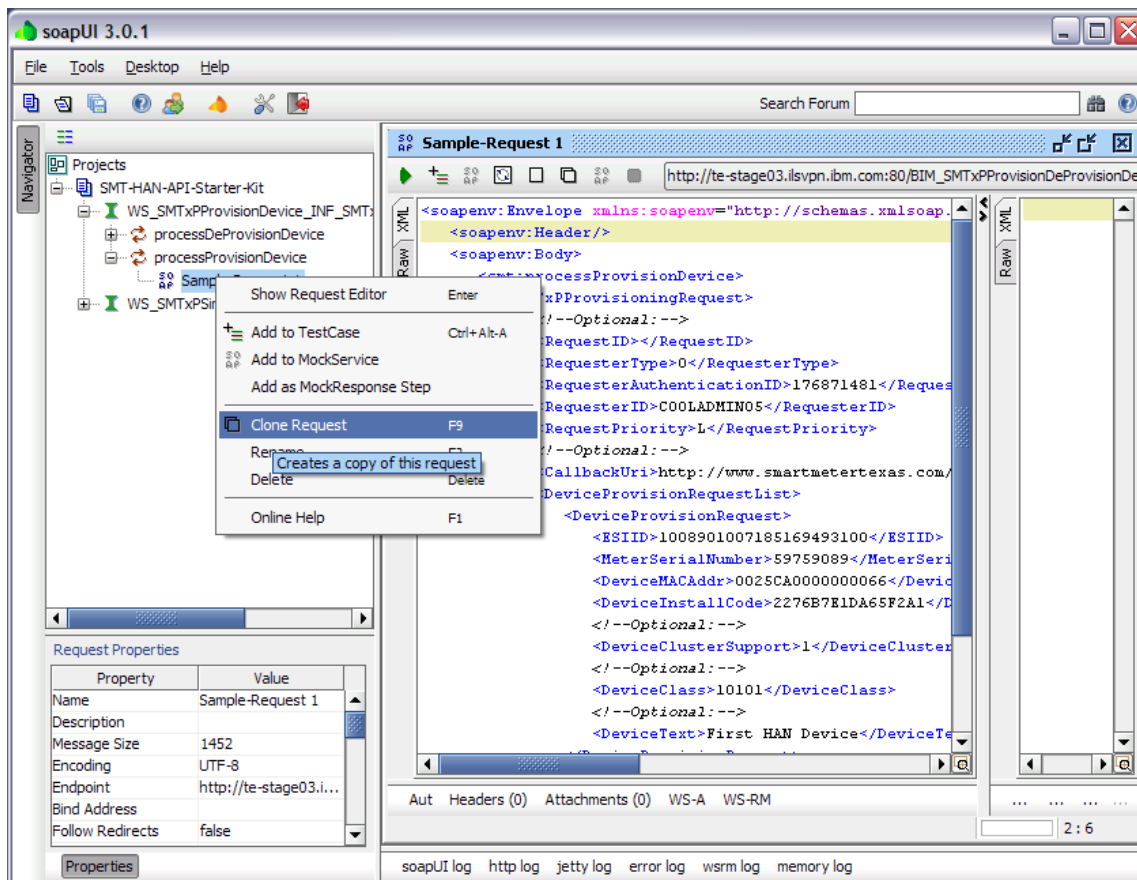 soapUI 3.0.1
File Tools Desktop Help
Search Forum
Navigator
Projects
SMT-HAN-API-Starter-Kit
WS_SMTxPProvisionDevice_INF_SMTx
processDeProvisionDevice
processProvisionDevice
WS_SMTxPSi
Show Request Editor Enter
Add to TestCase Ctrl+Alt-A
Add to MockService
Add as MockResponse Step
Clone Request F9
Creates a copy of this request
Delete Delete
Online Help F1
Request Properties
Property Value
Name Sample-Request 1
Description
Message Size 1452
Encoding UTF-8
Endpoint http://te-stage03.i...
Bind Address
Follow Redirects false
Properties
Sample-Request 1
http://te-stage03.ilsvpn.ibm.com:80/BIM_SMTxPProvisionDeProvisionDe
XML
Raw
<soapenv:Envelope xmlns:soapenv="http://schemas.xmlsoap.
<soapenv:Header/>
<soapenv:Body>
<smt:processProvisionDevice>
xPProvisioningRequest>
!--Optional:-->
RequestID></RequestID>
RequesterType>0</RequesterType>
RequesterAuthenticationID>176871481</Reques
RequesterID>COOLADMIN05</RequesterID>
RequestPriority>L</RequestPriority>
!--Optional:-->
CallbackUri>http://www.smartmetertexas.com/
DeviceProvisionRequestList>
<DeviceProvisionRequest>
<ESIID>1008901007185169493100</ESIID>
<MeterSerialNumber>59759089</MeterSeri
<DeviceMACAddr>0025CA0000000066</Devic
<DeviceInstallCode>2276B7E1DA65F2A1</D
<!--Optional:-->
<DeviceClusterSupport>1</DeviceCluster
<!--Optional:-->
<DeviceClass>10101</DeviceClass>
<!--Optional:-->
<DeviceText>First HAN Device</DeviceTe
XML
Raw
Aut Headers (0) Attachments (0) WS-A WS-RM
... ... ... ...
2:6
soapUI log http log jetty log error log wsrm log memory log